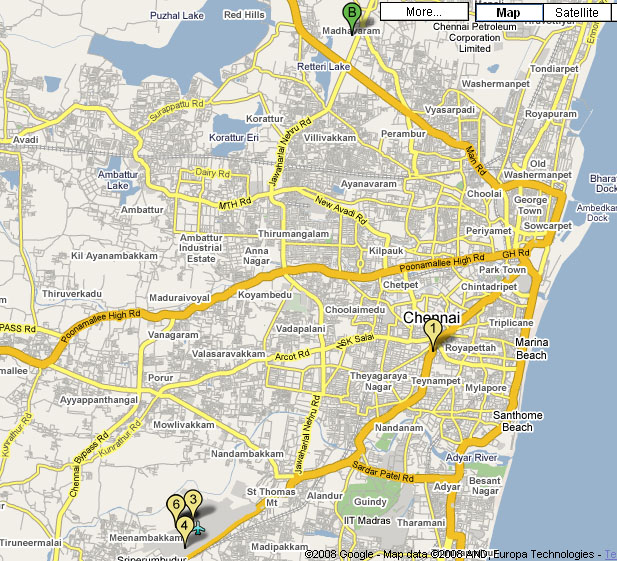 Puzhal Lake
Red Hills
B
Madhavaram
More...
Map
Satellite
Chennai Petroleum
Corporation
Limited
Retteri Lake
Tondiarpet
Washermanpet
Surappattu Rd
Korattur
Vyasarpadi
Royapuram
Avadi
Korattur Eri
Villivakkam
Perambur
Jawaharlal Nehru Rd
Main Rd
Old
Washermanpet
Ambattur
Lake
Dairy Rd
Ayanavaram
Choolai
George
Town
Ambattur
MTH Rd
New Avadi Rd
Dock
Ambedkar
Dock
Periyamet
Sowcarpet
Thirumangalam
Ambattur
Industrial
Estate
Anna
Nagar
Kilpauk
GH Rd
Kil Ayanambakkam
Poonamallee High Rd
Park Town
Thiruverkadu
Maduraivoyal
Koyambedu
Chetpet
Chintadripet
Choolaimedu
Chennai
PASS Rd
Poonamallee High Rd
Vanagaram
Vadapalani
1
Triplicane
NSK Salai
Royapettah
Marina
Beach
Valasaravakkam
Arcot Rd
Porur
Theyagaraya
Nagar
Teynampet
Mylapore
Ayyappanthangal
Jawaharlal Nehru Rd
Kunrathur Rd
Mowlivakkam
Nandanam
Santhome
Beach
Chennai Bypass Rd
Kunrathur Rd
Nandambakkam
Adyar River
Sardar Patel Rd
Besant
Nagar
St Thomas
Mt
Alandur
Guindy
Adyar
6
3
4
IIT Madras
Tharamani
Meenambakkam
Tiruneermalai
Sriperumbudur
Madipakkam
©2008 Google - Map data ©2008 AND, Europa Technologies - Te